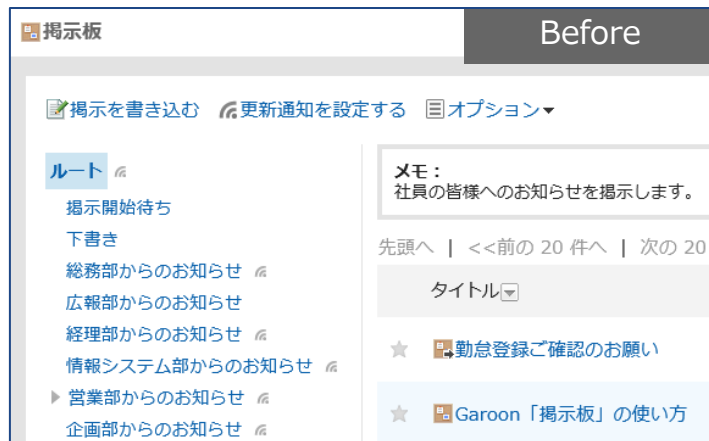 掲示板
Before
掲示を書き込む 更新通知を設定する オプション▼
ルート
掲示開始待ち
下書き
総務部からのお知らせ
広報部からのお知らせ
経理部からのお知らせ
情報システム部からのお知らせ
営業部からのお知らせ
企画部からのお知らせ
メモ：
社員の皆様へのお知らせを掲示します。
先頭へ | <<前の 20 件へ | 次の 20
タイトル
勤怠登録ご確認のお願い
Garoon「掲示板」の使い方